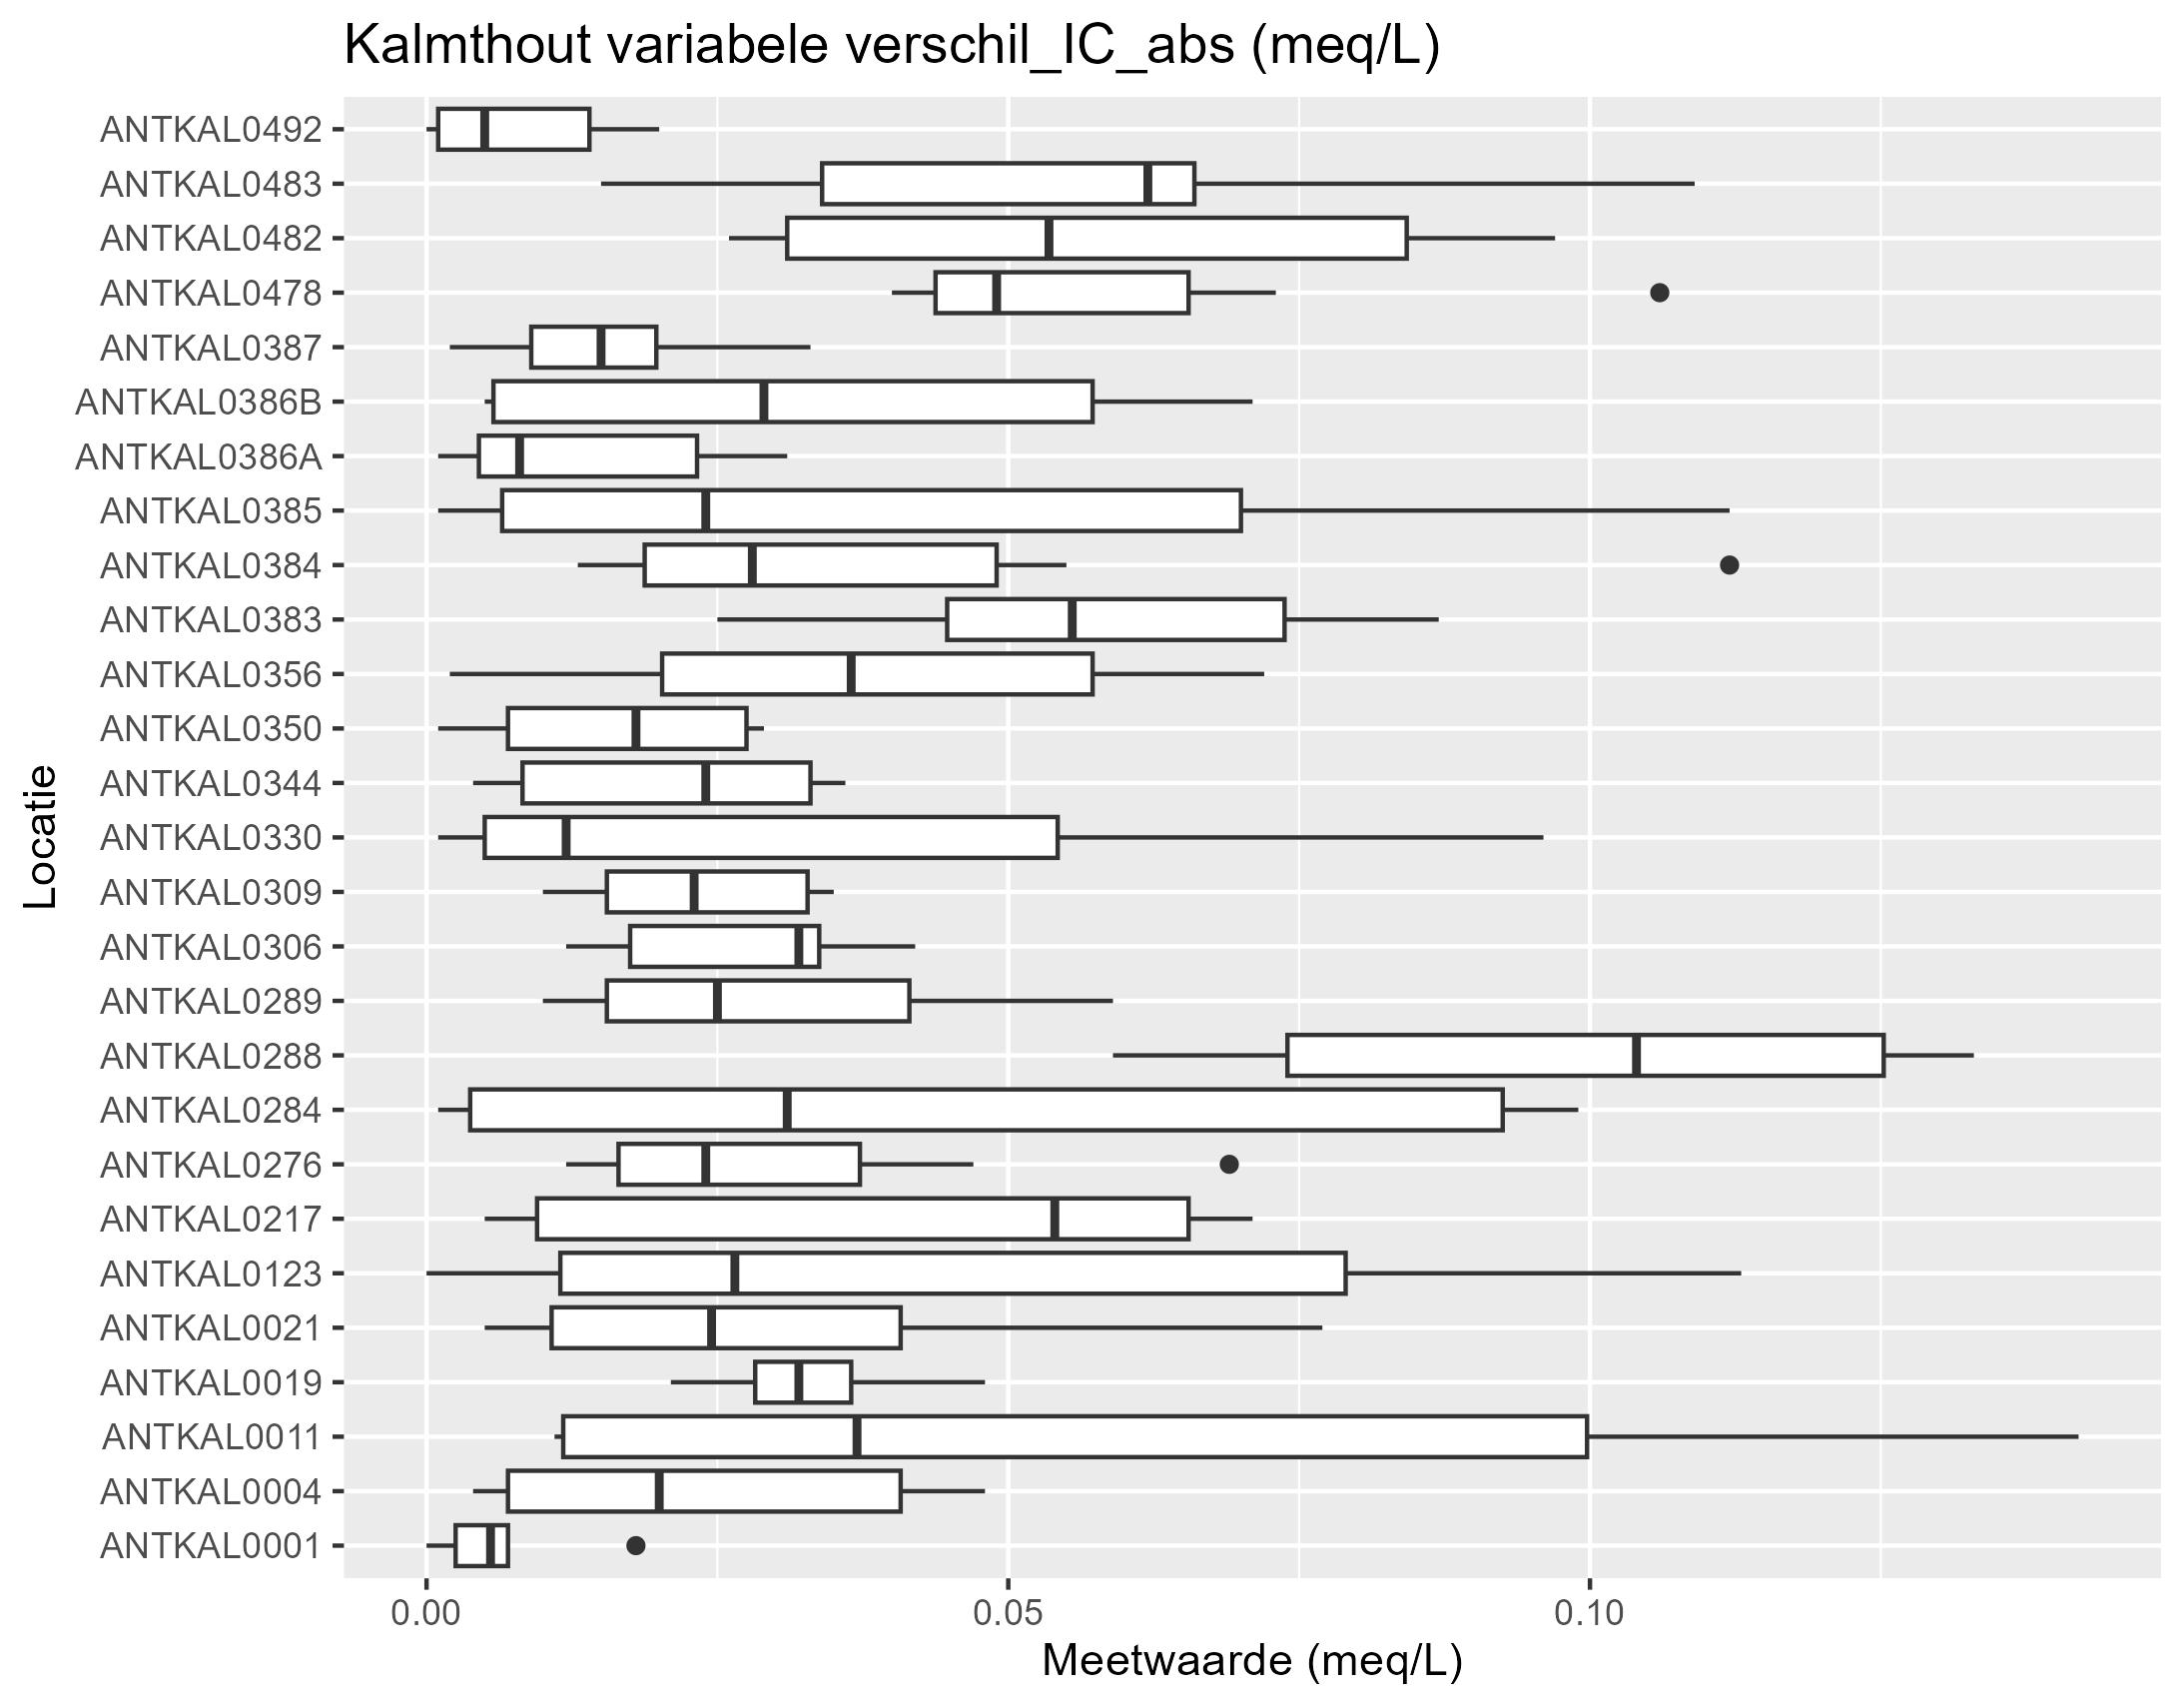 Kalmthout variabele verschil_IC_abs (meq/L)
ANTKAL0492
ANTKAL0483
ANTKAL0482
ANTKAL0478
ANTKAL0387
ANTKAL0386B
ANTKAL0386A
ANTKAL0385
ANTKAL0384
ANTKAL0383
ANTKAL0356
ANTKAL0350
ANTKAL0344
ANTKAL0330
ANTKAL0309
ANTKAL0306
ANTKAL0289
ANTKAL0288
ANTKAL0284
ANTKAL0276
ANTKAL0217
ANTKAL0123
ANTKAL0021
ANTKAL0019
ANTKAL0011
ANTKAL0004
ANTKAL0001
Locatie
0.00 0.05 0.10
Meetwaarde (meq/L)